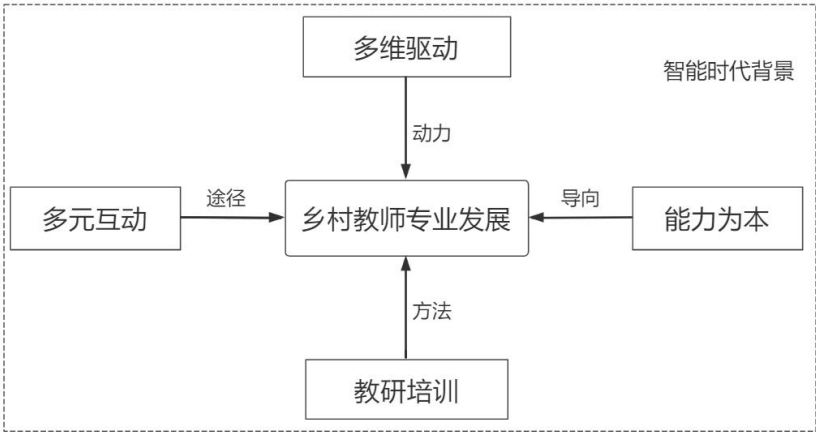 多维驱动
智能时代背景
动力
多元互动
途径
乡村教师专业发展
导向
能力为本
方法
教研培训